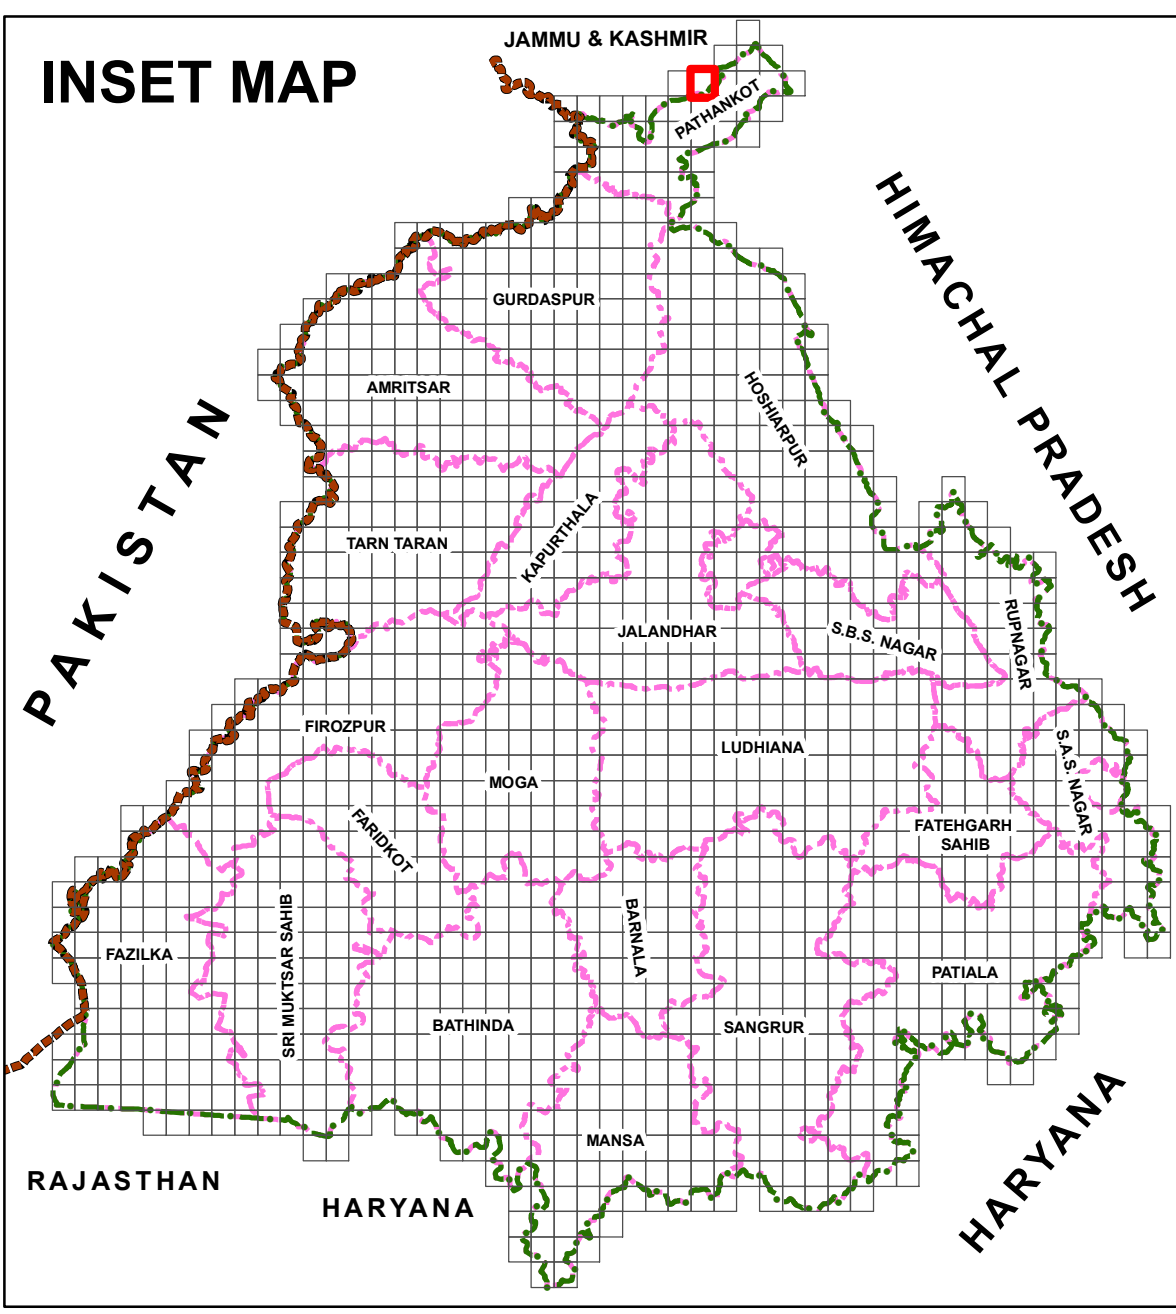 JAMMU & KASHMIR
INSET MAP
PATHANKOT
HIMACHAL PRADESH
GURDASPUR
AMRITSAR
HOSHIARPUR
PAKISTAN
KAPURTHALA
TARN TARAN
JALANDHAR
S.B.S. NAGAR
RUPNAGAR
FIROZPUR
LUDHIANA
S.A.S. NAGAR
MOGA
FARIDKOT
FATEHGARH
SAHIB
SRI MUKTSAR SAHIB
BARNALA
FAZILKA
PATIALA
BATHINDA
SANGRUR
MANSA
HARYANA
RAJASTHAN
HARYANA